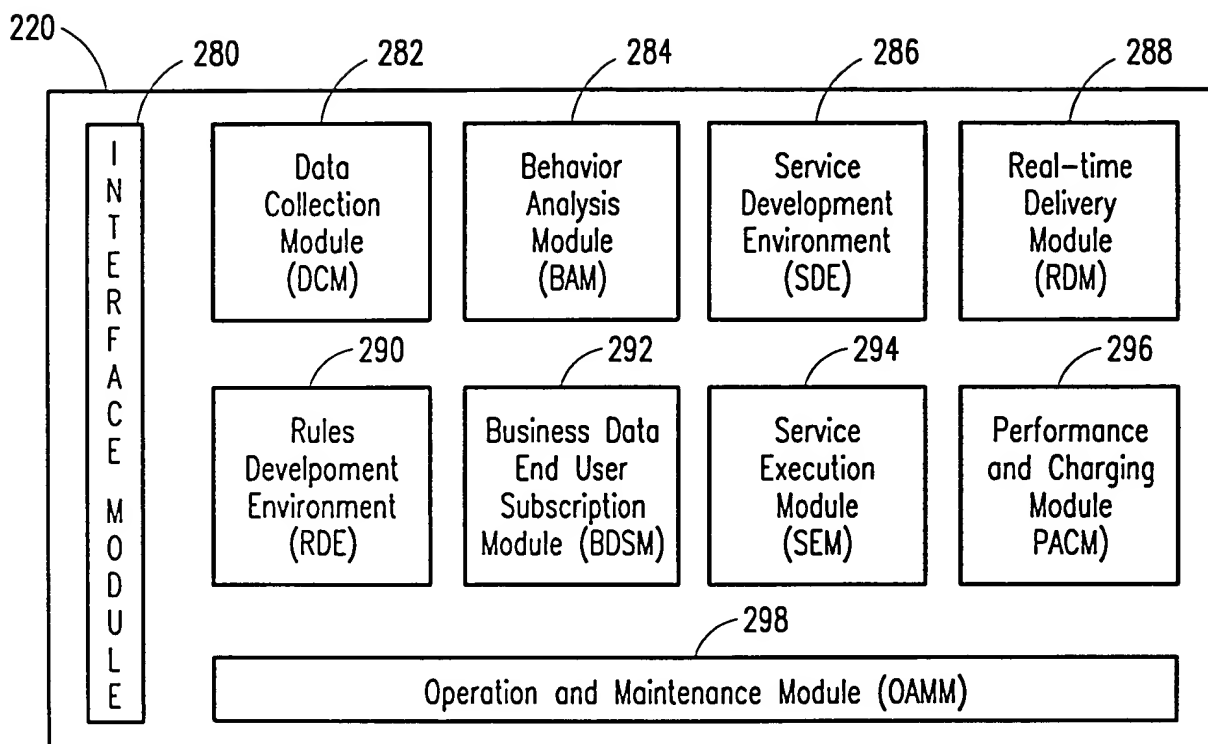 220
280
282
284
286
288
INTERFACE MODULE
Data
Collection
Module
(DCM)
Behavior
Analysis
Module
(BAM)
Service
Development
Environment
(SDE)
Real-time
Delivery
Module
(RDM)
290
292
294
296
Rules
Develpoment
Environment
(RDE)
Business Data
End User
Subscription
Module (BDSM)
Service
Execution
Module
(SEM)
Performance
and Charging
Module
PACM)
298
Operation and Maintenance Module (OAMM)